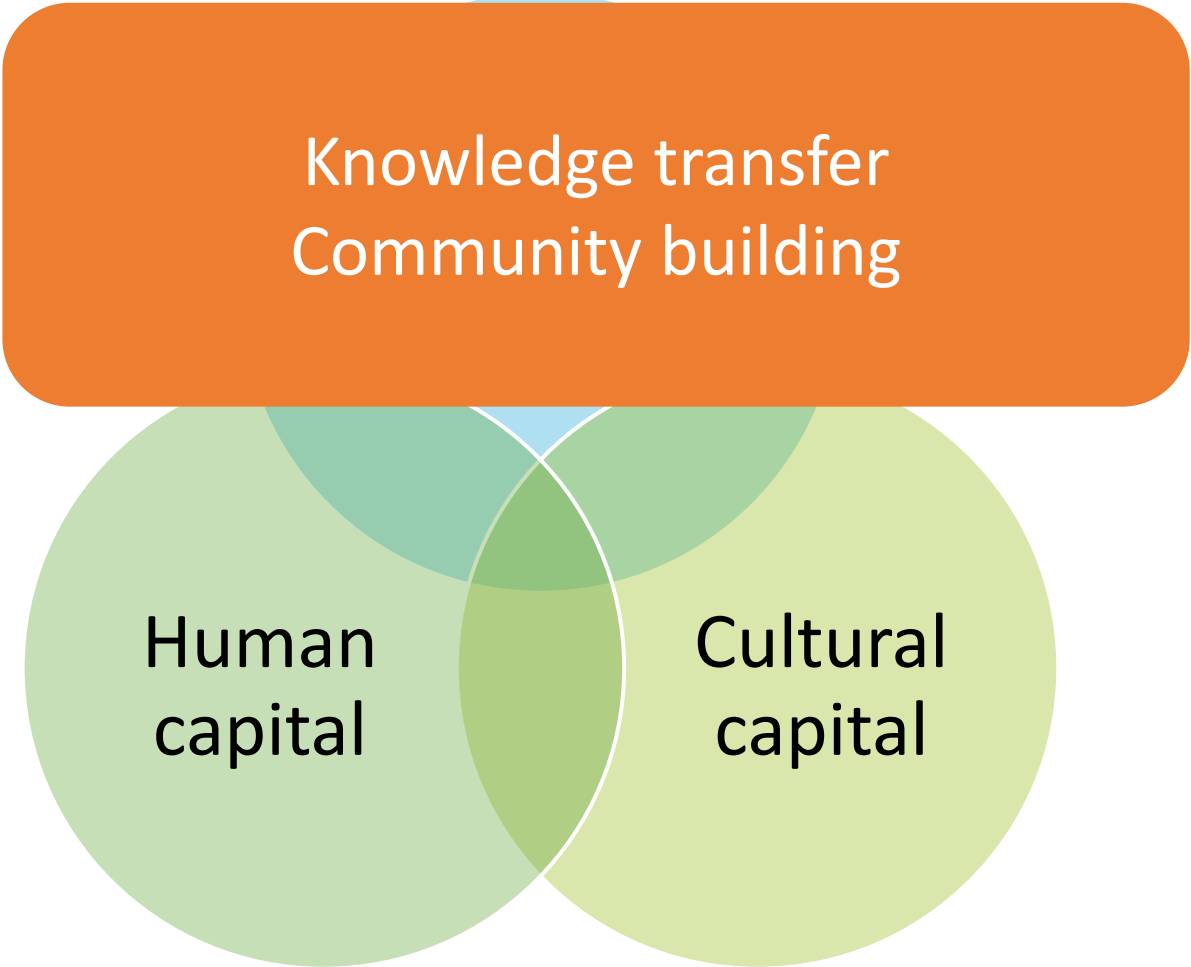 Knowledge transfer
Community building
Human
capital
Cultural
capital